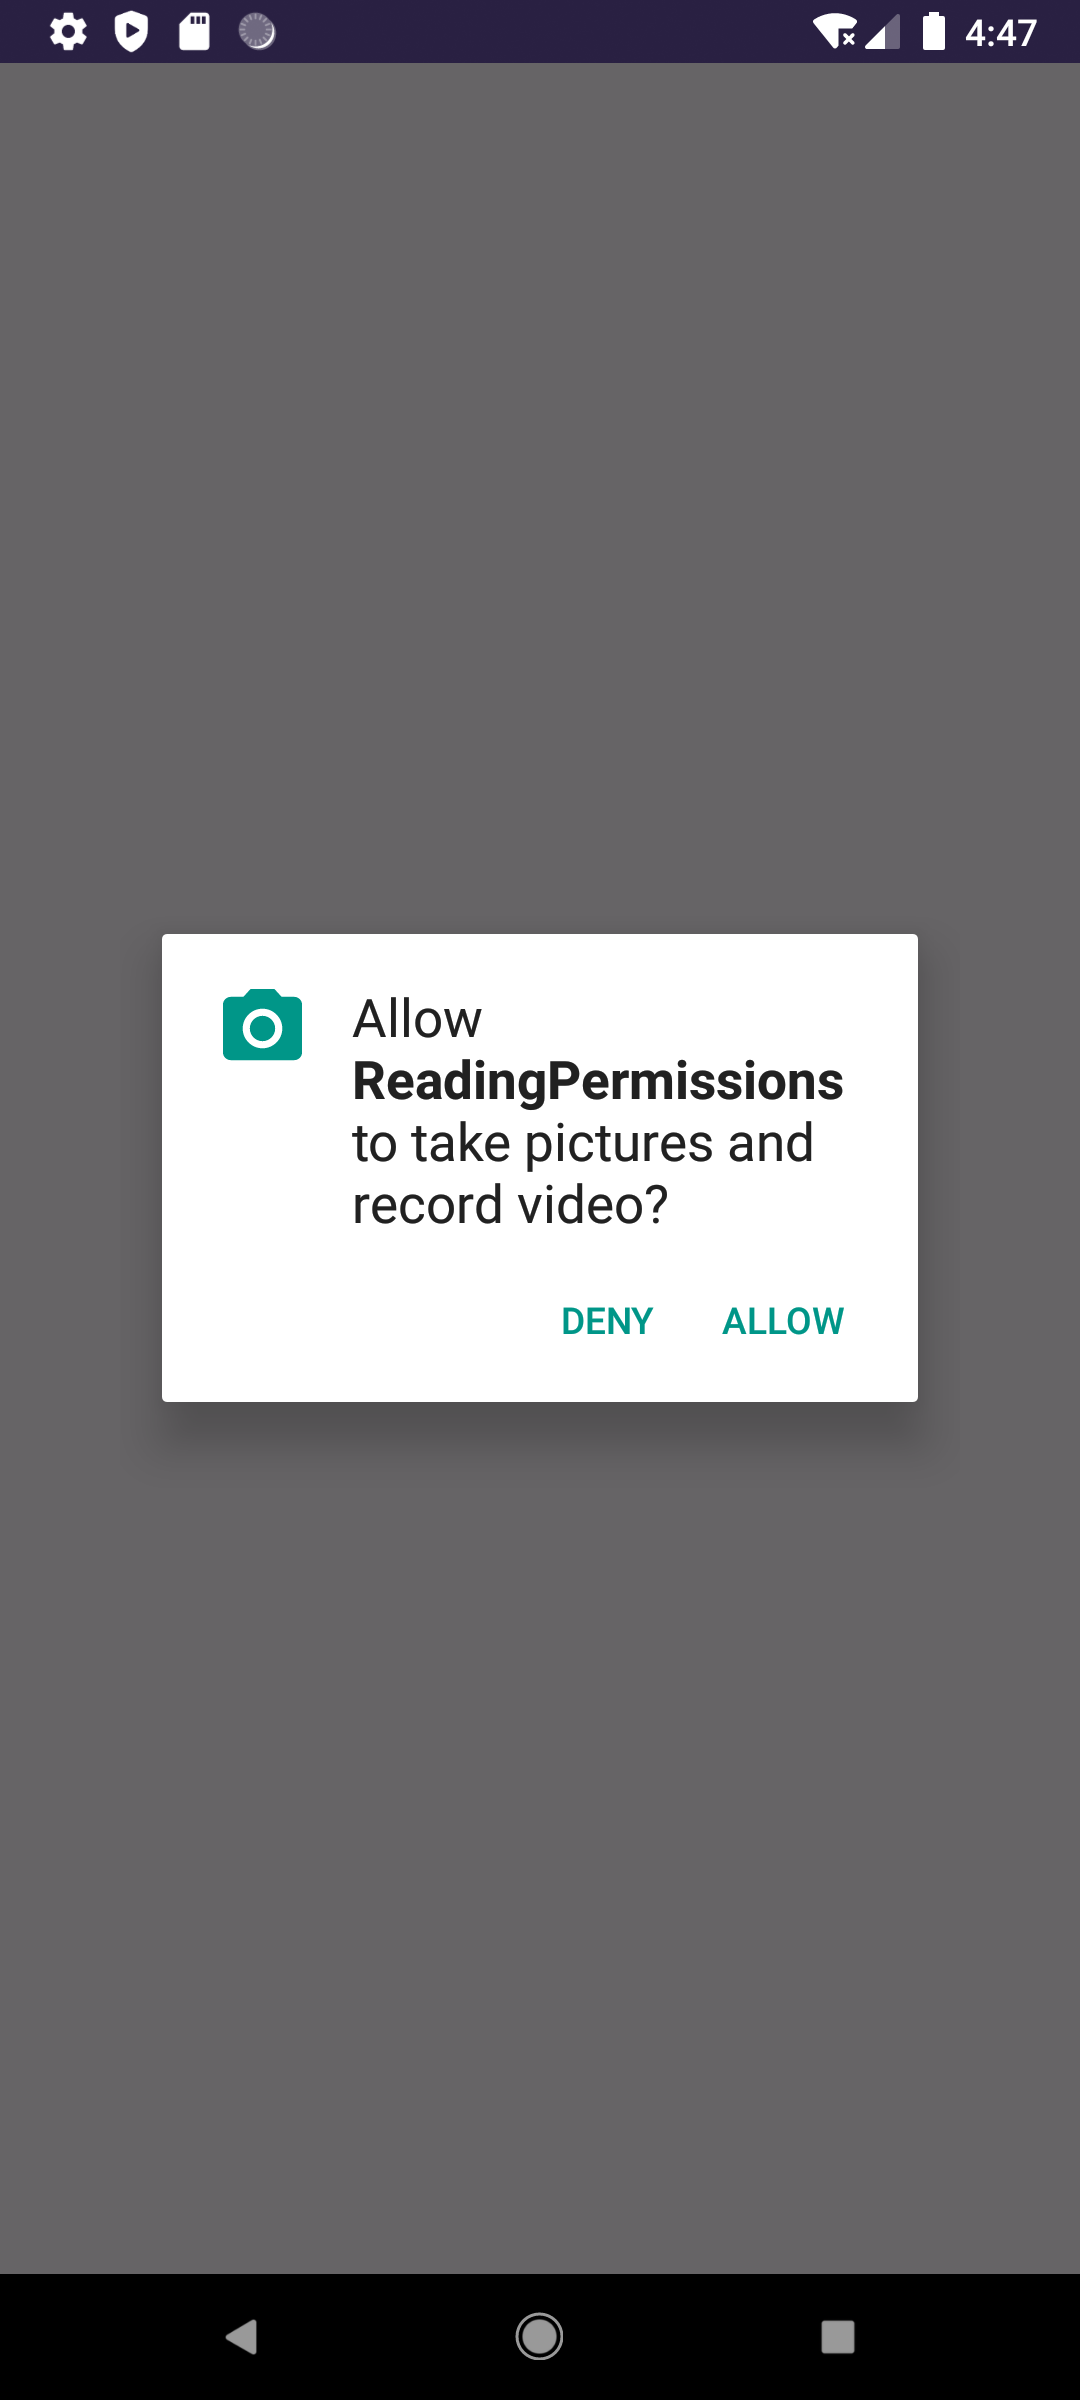 4:47
Allow
ReadingPermissions
to take pictures and
record video?
DENY ALLOW